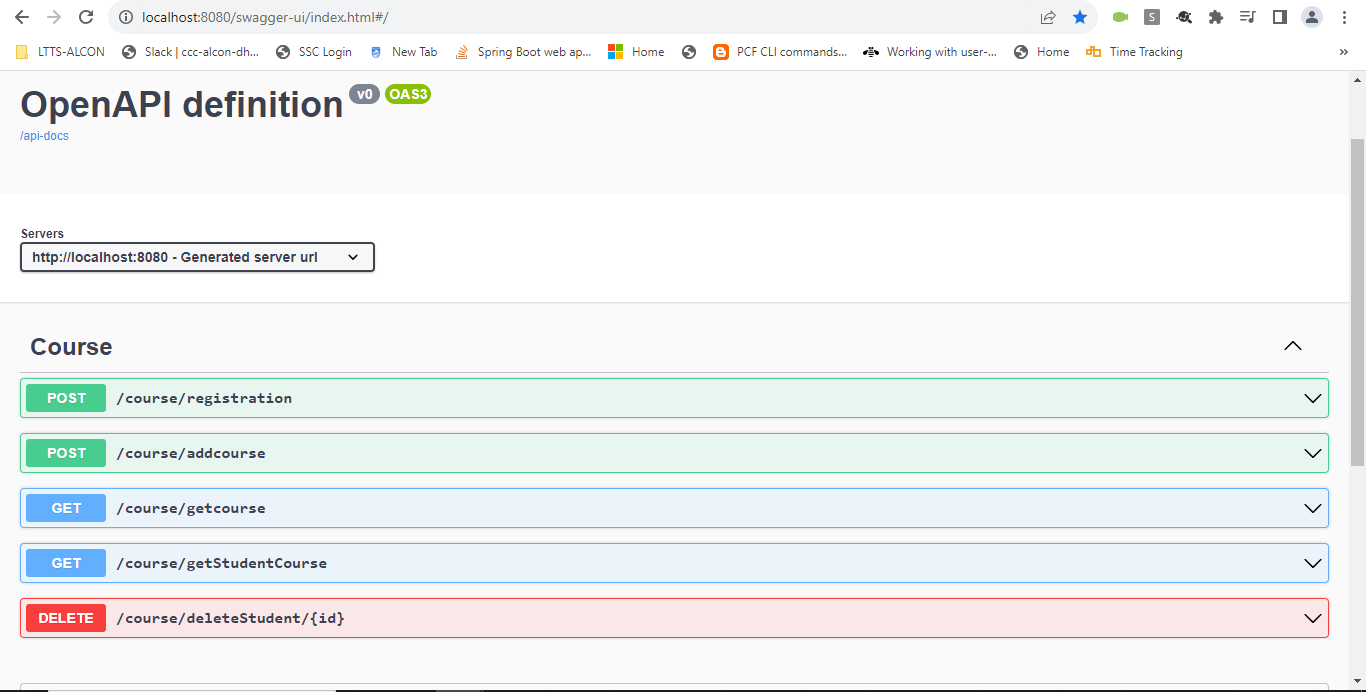 localhost:8080/swagger-ui/index.html#/
S
LTTS-ALCON Slack | ccc-alcon-dh... SSC Login New Tab Spring Boot web ap... Home PCF CLI commands... Working with user-... Home Time Tracking »
OpenAPI definition v0 OAS3
/api-docs
Servers
http://localhost:8080 - Generated server url
Course
POST /course/registration
POST /course/addcourse
GET /course/getcourse
GET /course/getStudentCourse
DELETE /course/deleteStudent/{id}